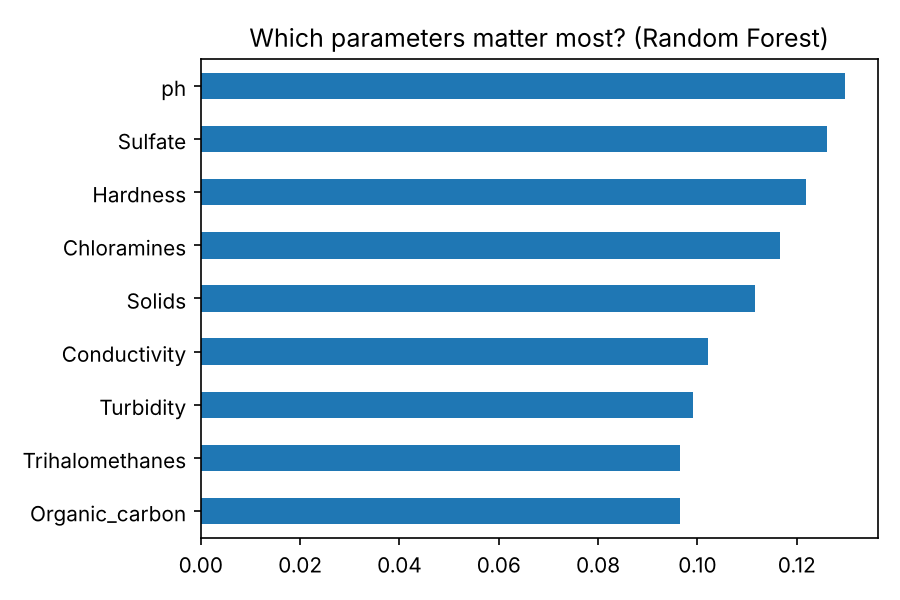 Which parameters matter most? (Random Forest)
ph
Sulfate
Hardness
Chloramines
Solids
Conductivity
Turbidity
Trihalomethanes
Organic_carbon
0.00 0.02 0.04 0.06 0.08 0.10 0.12